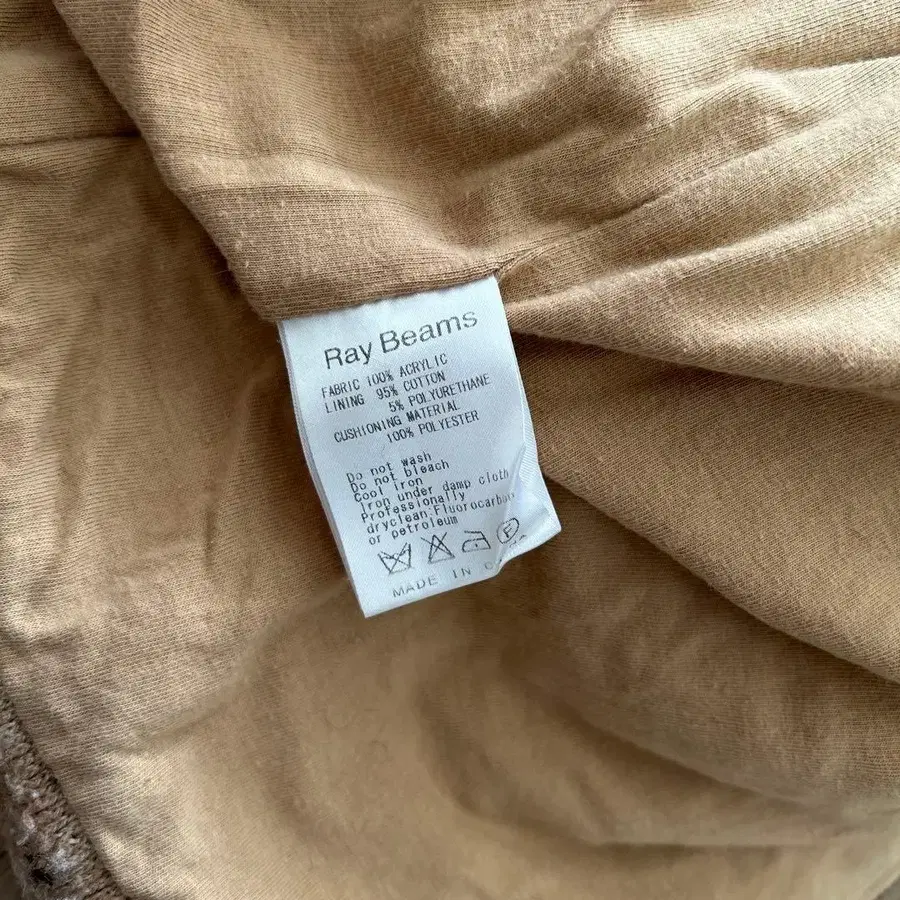 Ray Beams
FABRIC 100% ACRYLIC
LINING 95% COTTON
5% POLYURETHANE
CUSHIONING MATERIAL
100% POLYESTER
Do not wash
Do not bleach
Cool iron
Iron under damp cloth
Professionally
dryclean:Fluorocarbon
or petroleum
F
MADE IN